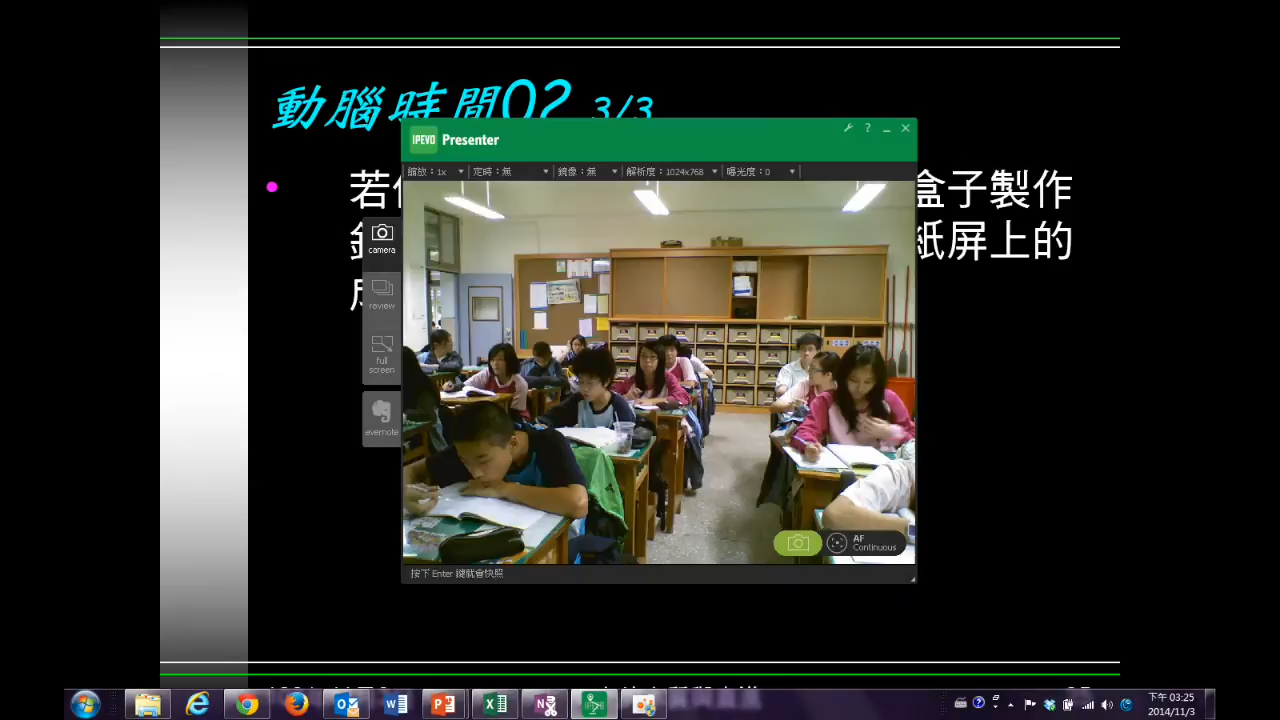 動腦時間02 3/3
若
盒子製作
紙屏上的
IPEVO Presenter
縮放：1x 定時：無 鏡像：無 解析度：1024x768 曝光度：0
camera
review
full
screen
evernote
AF
Continuous
按下 Enter 鍵就會快照
下午 03:25
2014/11/3